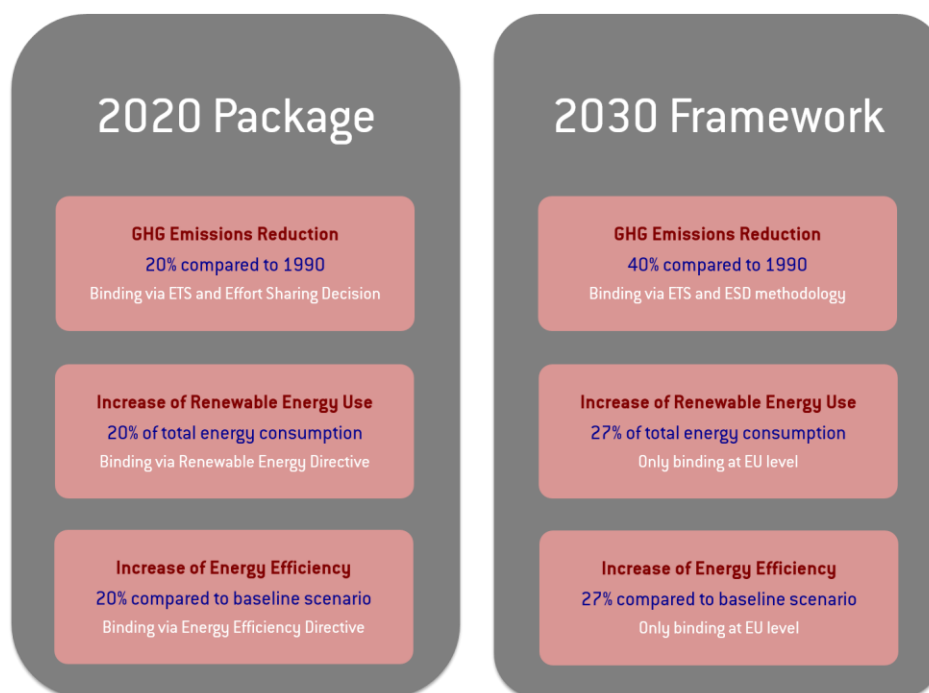 2020 Package
GHG Emissions Reduction
20% compared to 1990
Binding via ETS and Effort Sharing Decision
Increase of Renewable Energy Use
20% of total energy consumption
Binding via Renewable Energy Directive
Increase of Energy Efficiency
20% compared to baseline scenario
Binding via Energy Efficiency Directive
2030 Framework
GHG Emissions Reduction
40% compared to 1990
Binding via ETS and ESD methodology
Increase of Renewable Energy Use
27% of total energy consumption
Only binding at EU level
Increase of Energy Efficiency
27% compared to baseline scenario
Only binding at EU level